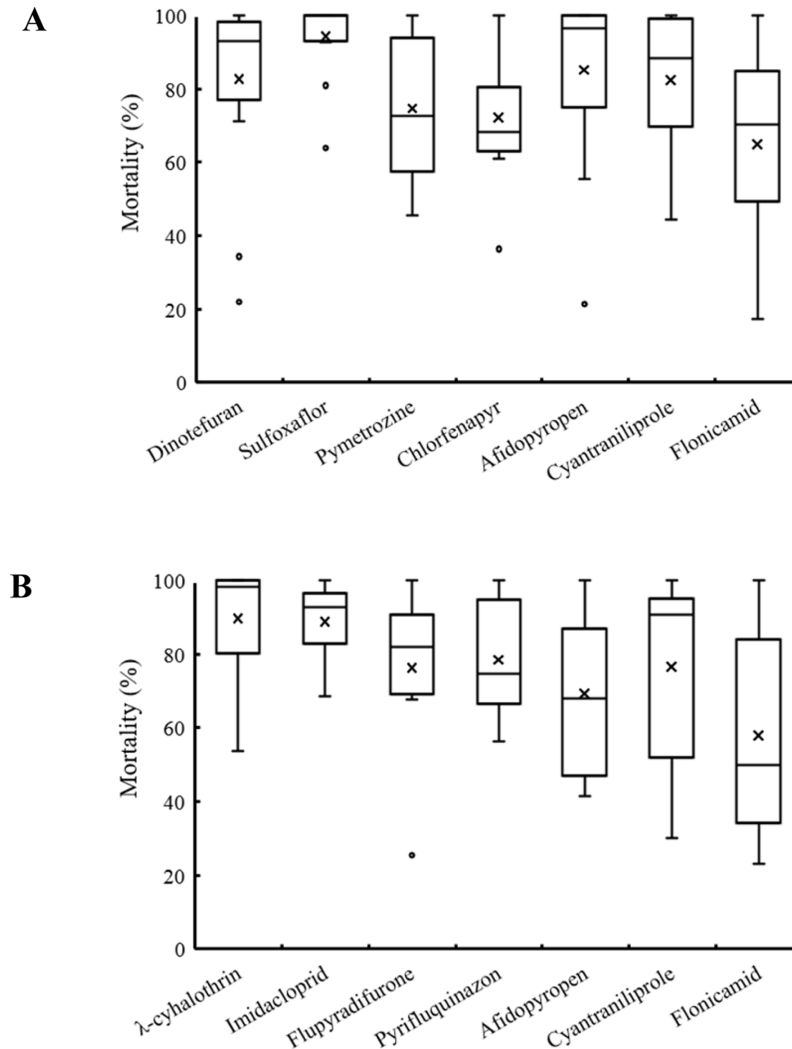 A
Mortality (%)
100
80
60
40
20
0
Dinotefuran
Sulfoxaflor
Pymetrozine
Chlorfenapyr
Afidopyropen
Cyantraniliprole
Flonicamid
B
Mortality (%)
100
80
60
40
20
0
λ-cyhalothrin
Imidacloprid
Flupyradifurone
Pyrifluquinazon
Afidopyropen
Cyantraniliprole
Flonicamid